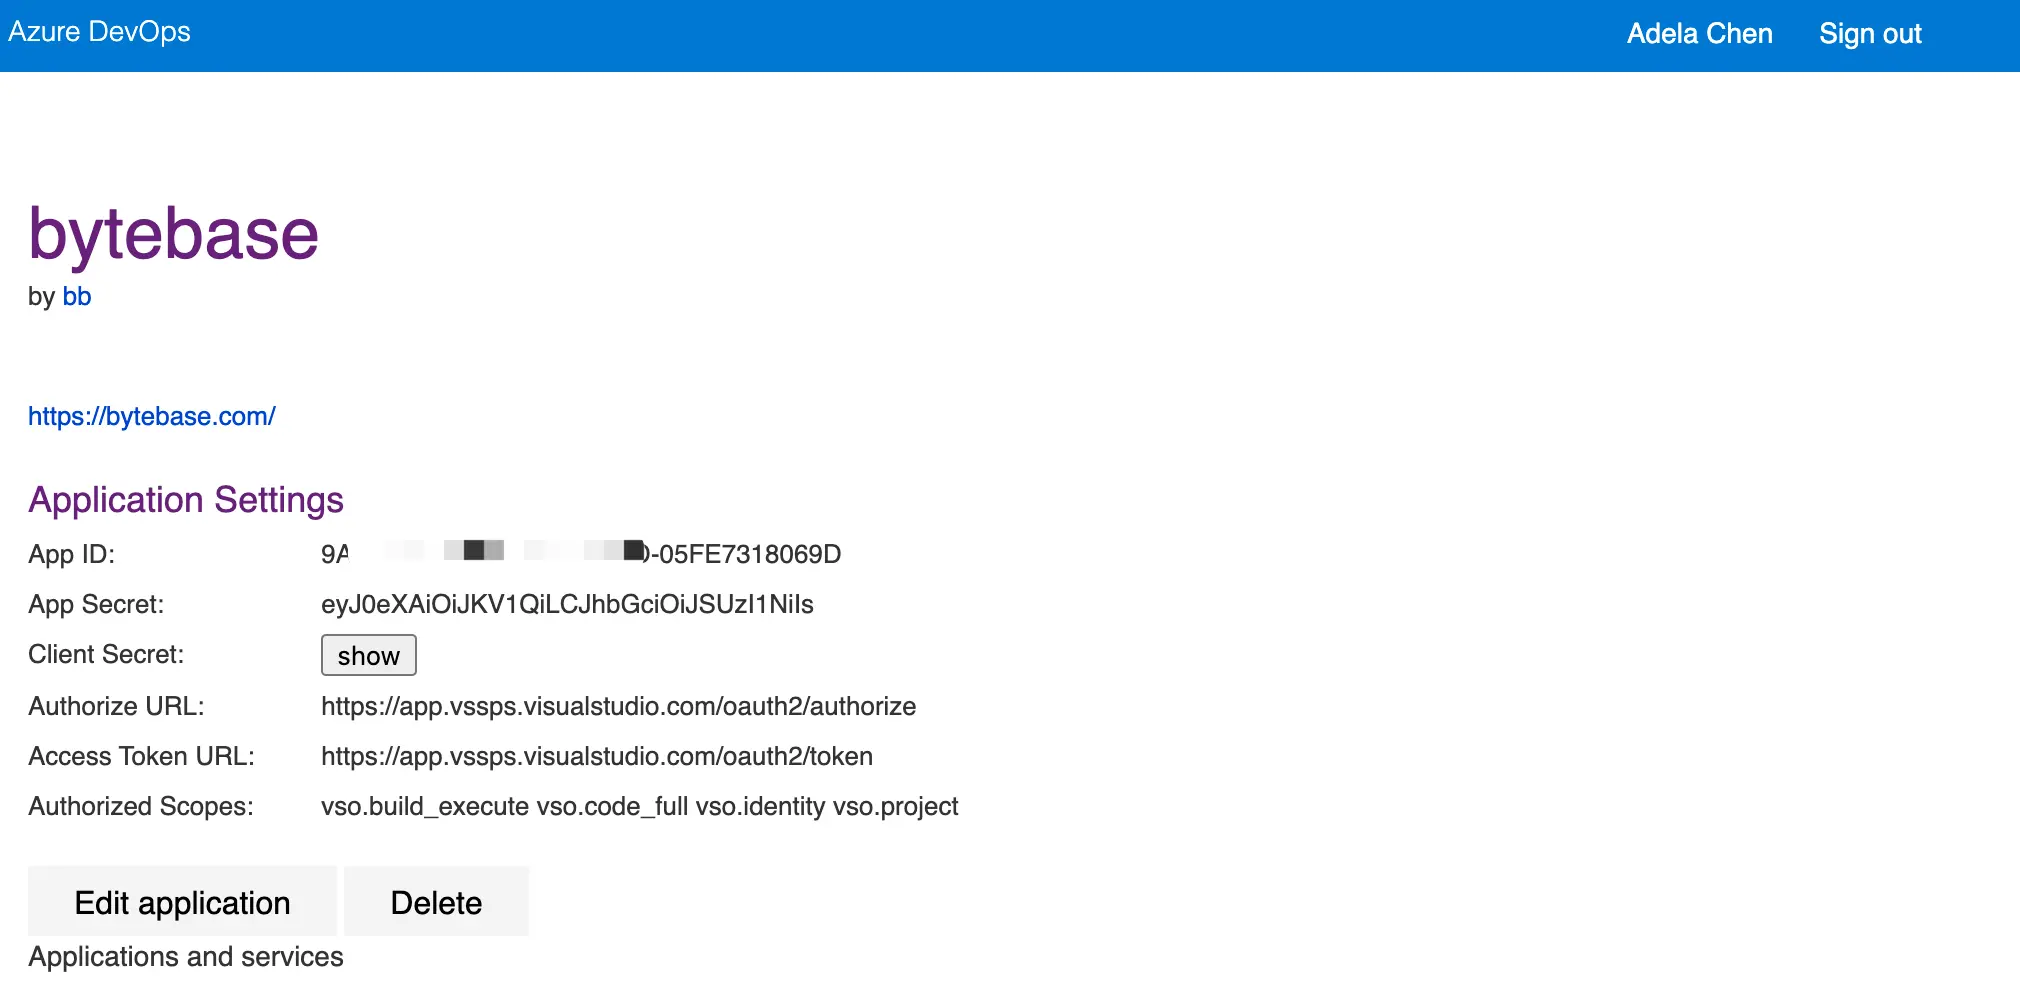 Azure DevOps Adela Chen Sign out
bytebase
by bb
https://bytebase.com/
Application Settings
App ID: 9A -05FE7318069D
App Secret: eyJ0eXAiOiJKV1QiLCJhbGciOiJSUzI1NiIs
Client Secret: show
Authorize URL: https://app.vssps.visualstudio.com/oauth2/authorize
Access Token URL: https://app.vssps.visualstudio.com/oauth2/token
Authorized Scopes: vso.build_execute vso.code_full vso.identity vso.project
Edit application Delete
Applications and services